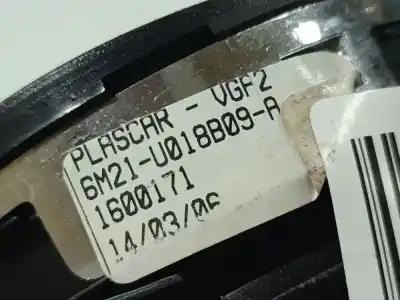 PLASCAR - VGF2
6M21-U018B09-A
1600171
14/03/06